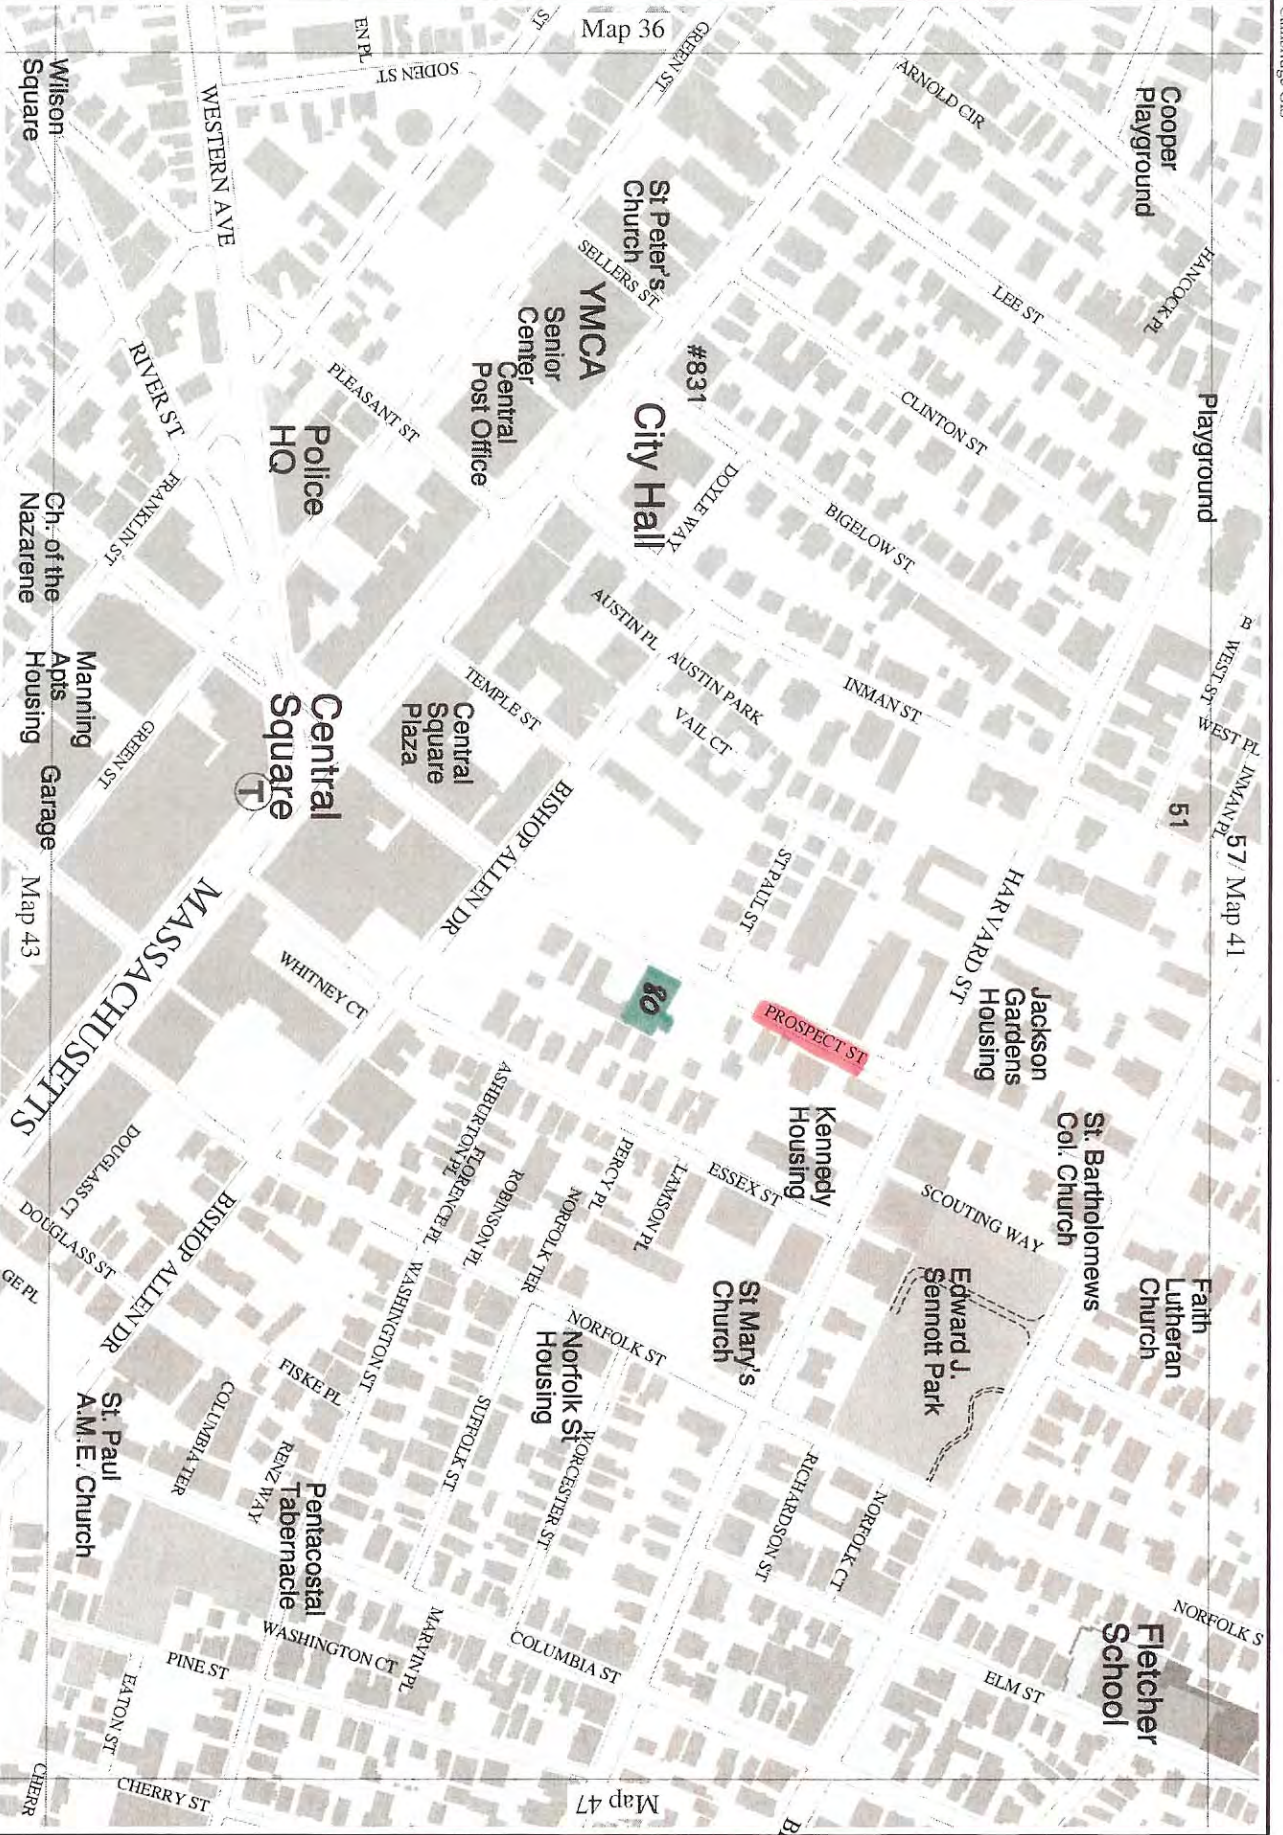 Map 36
EN PL
SODEN ST
ST
GREEN ST
ARNOLD CIR
Cooper
Playground
Wilson
Square
WESTERN AVE
St Peter's
Church
SELLERS ST
YMCA
Senior
Center
Central
Post Office
#831
City Hall
LEE ST
HANCOCK PL
CLINTON ST
Playground
RIVER ST
PLEASANT ST
Police
HQ
FRANKLIN ST
Ch. of the
Nazarene
DOYLE WAY
BIGELOW ST
AUSTIN PL
AUSTIN PARK
VAIL CT
INMAN ST
B
WEST ST
WEST PL
INMAN PL
51
57/ Map 41
Manning
Apts
Housing
Garage
GREEN ST
Map 43
Central
Square
T
TEMPLE ST
Central
Square
Plaza
BISHOP ALLEN DR
ST PAUL ST
HARVARD ST
MASSACHUSETTS
WHITNEY CT
80
PROSPECT ST
Jackson
Gardens
Housing
Kennedy
Housing
St. Bartholomews
Col. Church
SCOUTING WAY
Faith
Lutheran
Church
Edward J.
Sennott Park
ASHBURTON PL
FLORENCE PL
ROBINSON PL
NORFOLK TER
PERCY PL
LAMSON PL
ESSEX ST
St Mary's
Church
DOUGLASS CT
DOUGLASS ST
GE PL
BISHOP ALLEN DR
WASHINGTON ST
NORFOLK ST
Norfolk St
Housing
FISKE PL
COLUMBIA TER
RENZ WAY
SUFFOLK ST
WORCESTER ST
RICHARDSON ST
NORFOLK CT
St. Paul
A.M.E. Church
Pentacostal
Tabernacle
WASHINGTON CT
MARVIN PL
COLUMBIA ST
PINE ST
EATON ST
CHERRY ST
CHERR
ELM ST
NORFOLK S
Fletcher
School
Map 47